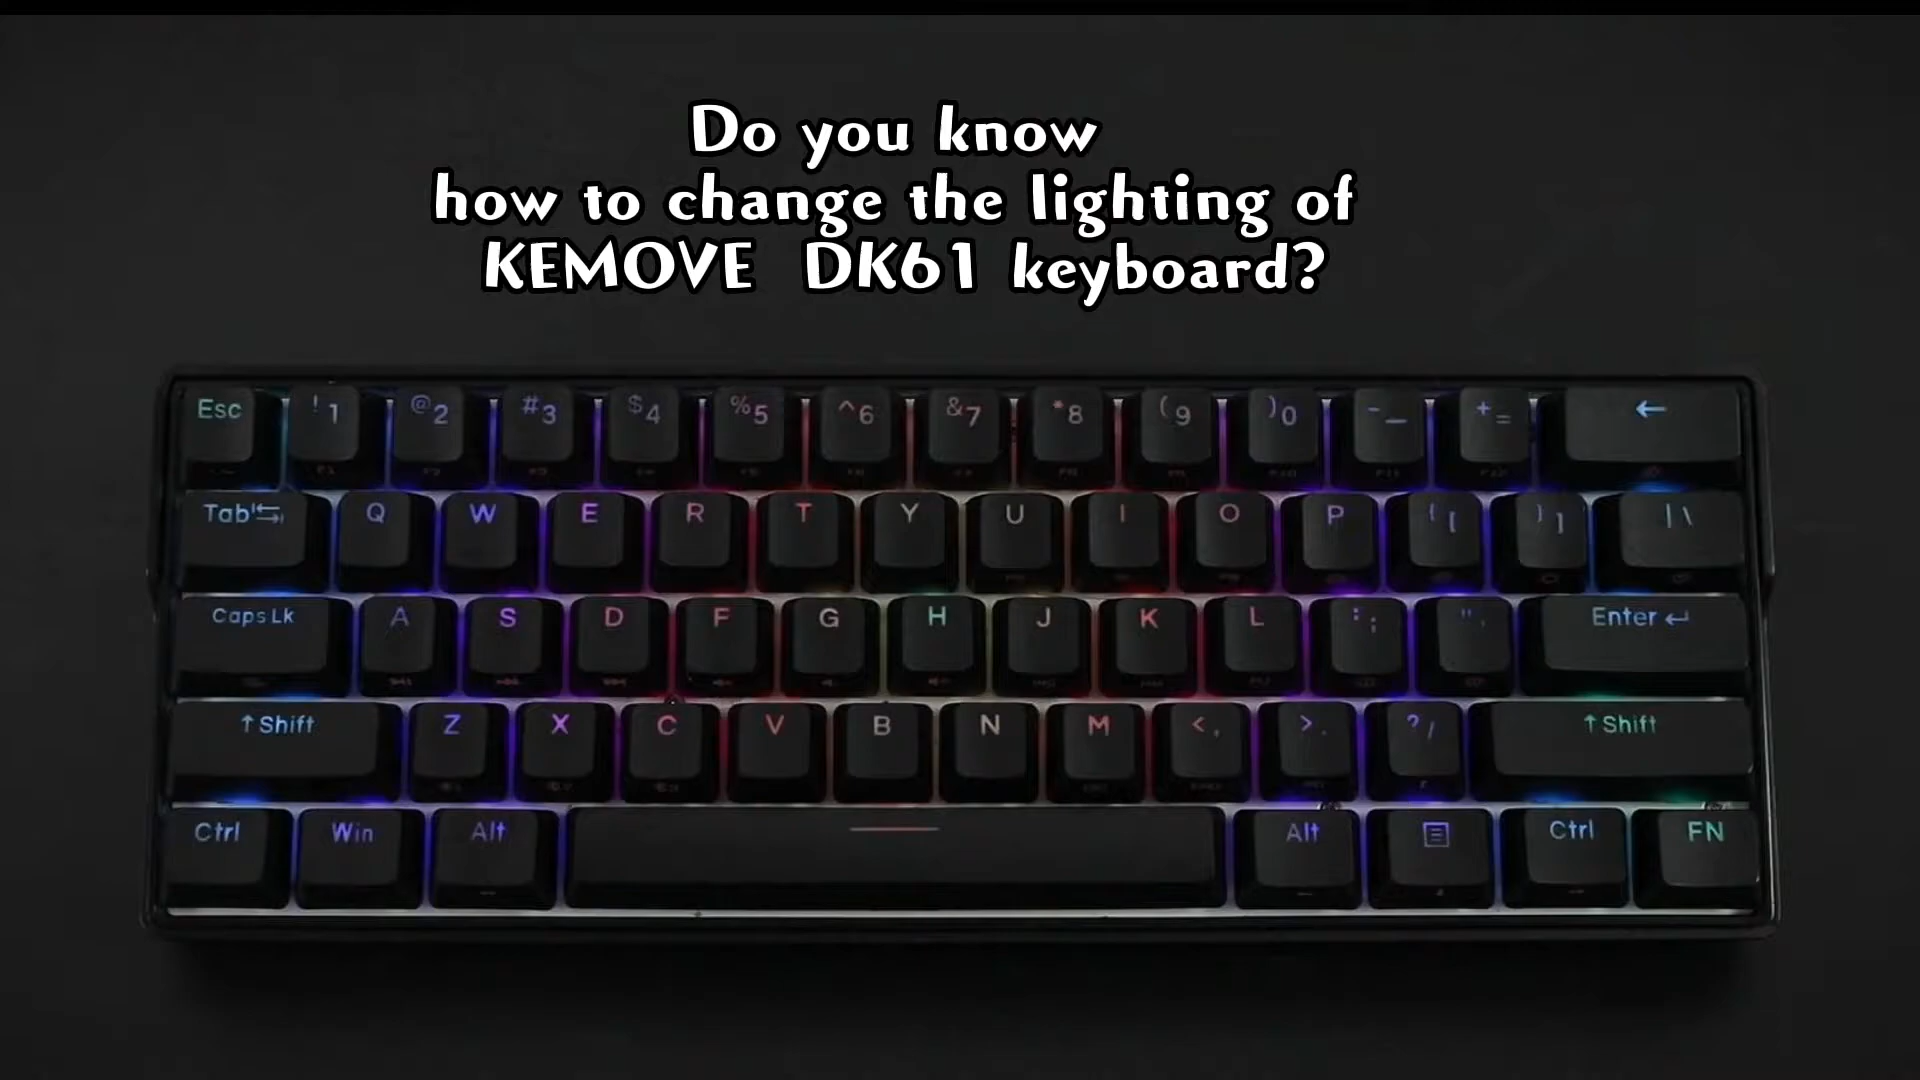 Do you know
how to change the lighting of
KEMOVE DK61 keyboard?
Esc ! 1 @ 2 # 3 $ 4 % 5 ^ 6 & 7 * 8 ( 9 ) 0 - _ + = ←
Tab Q W E R T Y U I O P { [ } ] | \
Caps Lk A S D F G H J K L : ; " ' Enter ↵
↑ Shift Z X C V B N M < , > . ? / ↑ Shift
Ctrl Win Alt Alt Ctrl FN